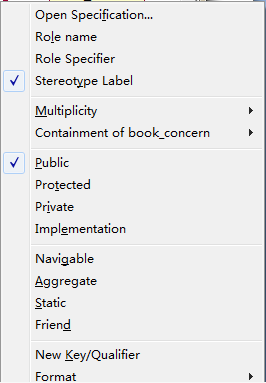 Open Specification...
Role name
Role Specifier
Stereotype Label
Multiplicity
Containment of book_concern
Public
Protected
Private
Implementation
Navigable
Aggregate
Static
Friend
New Key/Qualifier
Format